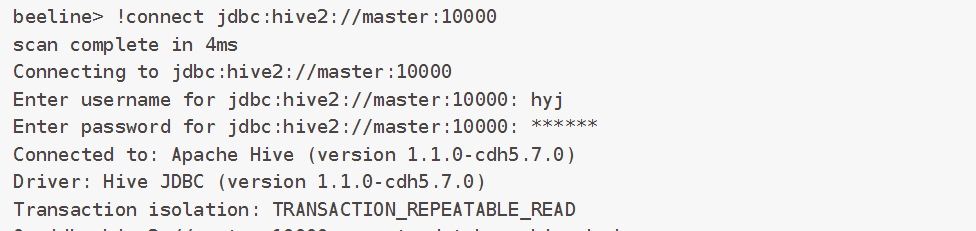 beeline> !connect jdbc:hive2://master:10000
scan complete in 4ms
Connecting to jdbc:hive2://master:10000
Enter username for jdbc:hive2://master:10000: hyj
Enter password for jdbc:hive2://master:10000: ******
Connected to: Apache Hive (version 1.1.0-cdh5.7.0)
Driver: Hive JDBC (version 1.1.0-cdh5.7.0)
Transaction isolation: TRANSACTION_REPEATABLE_READ